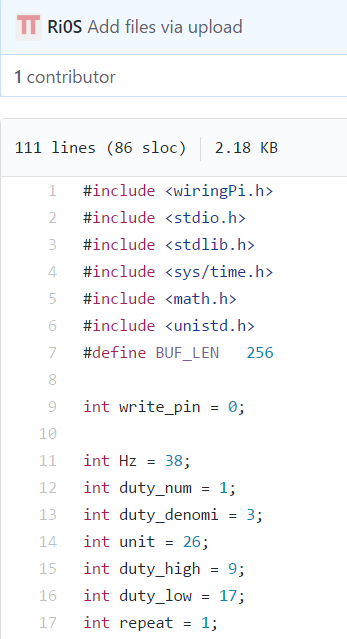 Ri0S Add files via upload
1 contributor
111 lines (86 sloc) 2.18 KB
1 #include <wiringPi.h>
2 #include <stdio.h>
3 #include <stdlib.h>
4 #include <sys/time.h>
5 #include <math.h>
6 #include <unistd.h>
7 #define BUF_LEN 256
8
9 int write_pin = 0;
10
11 int Hz = 38;
12 int duty_num = 1;
13 int duty_denomi = 3;
14 int unit = 26;
15 int duty_high = 9;
16 int duty_low = 17;
17 int repeat = 1;